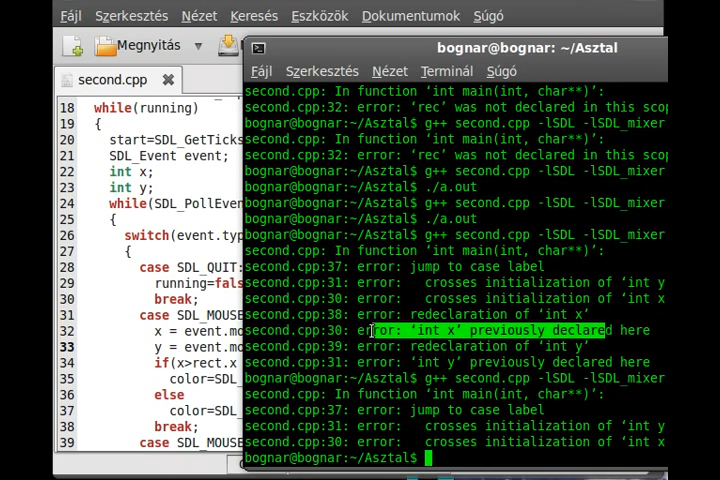 Fájl Szerkesztés Nézet Keresés Eszközök Dokumentumok Súgó
Megnyitás
second.cpp
18 while(running)
19 {
20 start=SDL_GetTicks
21 SDL_Event event;
22 int x;
23 int y;
24 while(SDL_PollEven
25 {
26 switch(event.typ
27 {
28 case SDL_QUIT:
29 running=fals
30 break;
31 case SDL_MOUSE
32 x = event.mo
33 y = event.mo
34 if(x>rect.x
35 color=SDL_
36 else
37 color=SDL_
38 break;
39 case SDL_MOUSE
bognar@bognar: ~/Asztal
Fájl Szerkesztés Nézet Terminál Súgó
second.cpp: In function ‘int main(int, char**)’:
second.cpp:32: error: ‘rec’ was not declared in this scop
bognar@bognar:~/Asztal$ g++ second.cpp -lSDL -lSDL_mixer
second.cpp: In function ‘int main(int, char**)’:
second.cpp:32: error: ‘rec’ was not declared in this scop
bognar@bognar:~/Asztal$ g++ second.cpp -lSDL -lSDL_mixer
bognar@bognar:~/Asztal$ ./a.out
bognar@bognar:~/Asztal$ g++ second.cpp -lSDL -lSDL_mixer
bognar@bognar:~/Asztal$ ./a.out
bognar@bognar:~/Asztal$ g++ second.cpp -lSDL -lSDL_mixer
second.cpp: In function ‘int main(int, char**)’:
second.cpp:37: error: jump to case label
second.cpp:31: error:   crosses initialization of ‘int y
second.cpp:30: error:   crosses initialization of ‘int x
second.cpp:38: error: redeclaration of ‘int x’
second.cpp:30: error: ‘int x’ previously declared here
second.cpp:39: error: redeclaration of ‘int y’
second.cpp:31: error: ‘int y’ previously declared here
bognar@bognar:~/Asztal$ g++ second.cpp -lSDL -lSDL_mixer
second.cpp: In function ‘int main(int, char**)’:
second.cpp:37: error: jump to case label
second.cpp:31: error:   crosses initialization of ‘int y
second.cpp:30: error:   crosses initialization of ‘int x
bognar@bognar:~/Asztal$